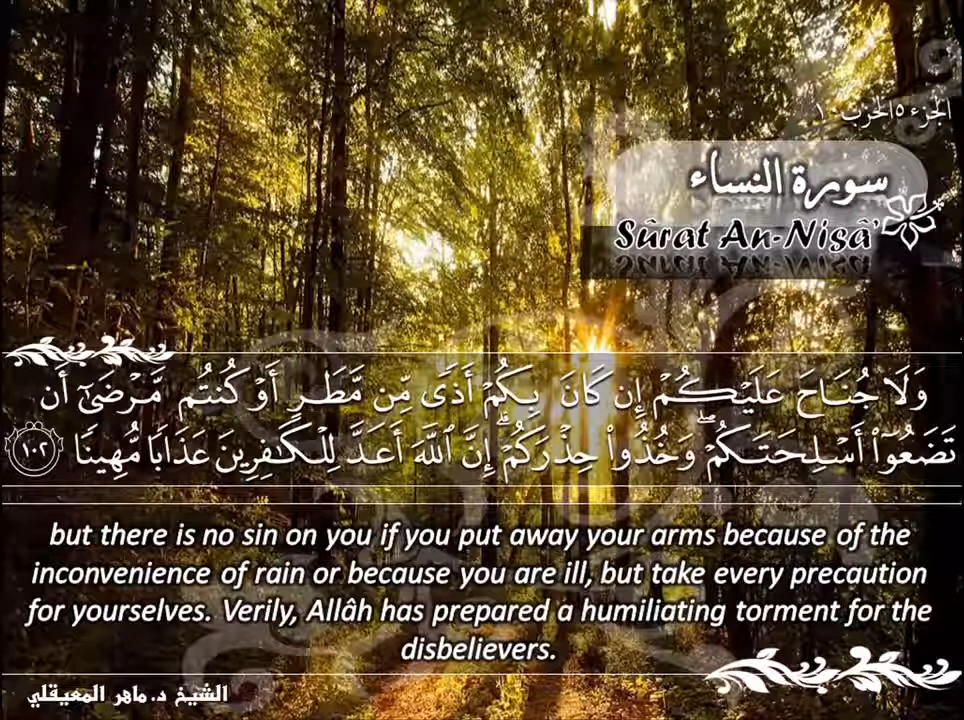 الجزء ٥ الحزب ١٠
سورة النساء
Sûrat An-Nisâ'
وَلَا جُنَاحَ عَلَيْكُمْ إِن كَانَ بِكُمْ أَذًى مِّن مَّطَرٍ أَوْ كُنتُم مَّرْضَىٰٓ أَن
تَضَعُوٓا۟ أَسْلِحَتَكُمْ ۖ وَخُذُوا۟ حِذْرَكُمْ ۗ إِنَّ ٱللَّهَ أَعَدَّ لِلْكَـٰفِرِينَ عَذَابًا مُّهِينًا ١٠٢
but there is no sin on you if you put away your arms because of the
inconvenience of rain or because you are ill, but take every precaution
for yourselves. Verily, Allâh has prepared a humiliating torment for the
disbelievers.
الشيخ د. ماهر المعيقلي